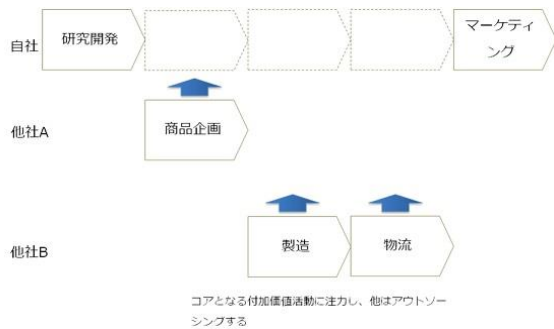 自社
研究開発
マーケティ
ング
他社A
商品企画
他社B
製造
物流
コアとなる付加価値活動に注力し、他はアウトソー
シングする